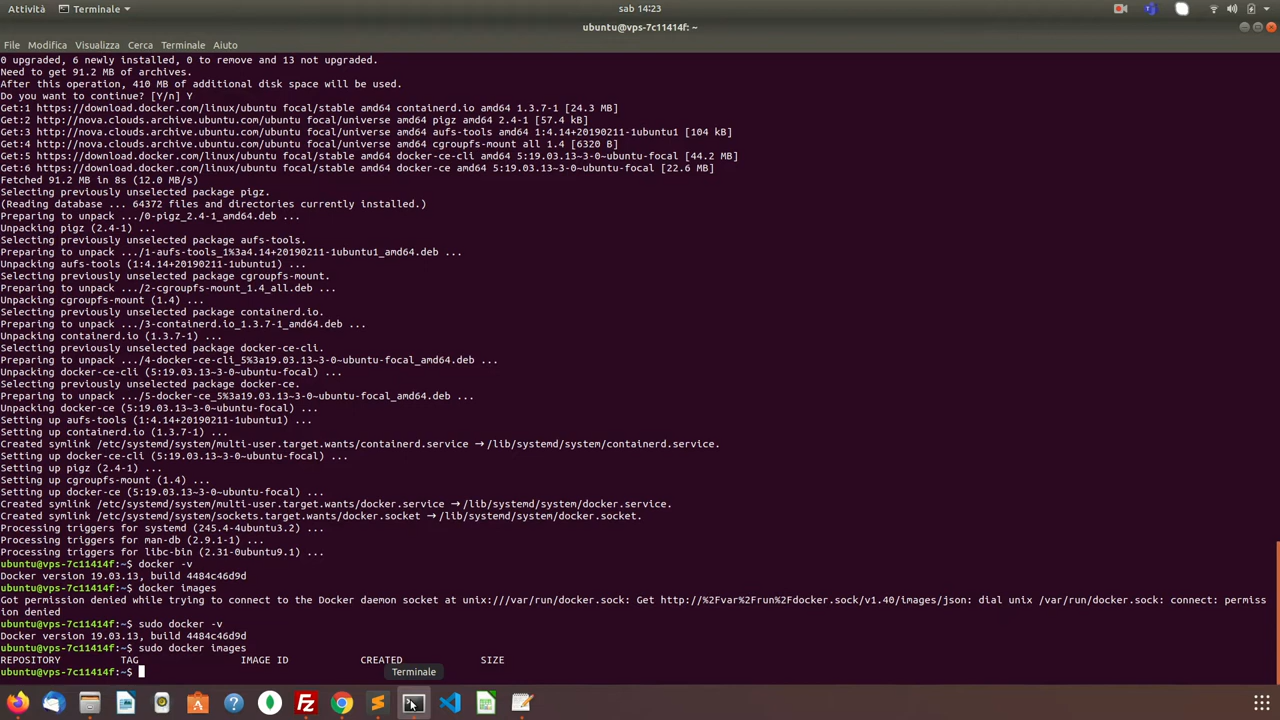 Attività
Terminale
sab 14:23
ubuntu@vps-7c11414f: ~
File Modifica Visualizza Cerca Terminale Aiuto
0 upgraded, 6 newly installed, 0 to remove and 13 not upgraded.
Need to get 91.2 MB of archives.
After this operation, 410 MB of additional disk space will be used.
Do you want to continue? [Y/n] Y
Get:1 https://download.docker.com/linux/ubuntu focal/stable amd64 containerd.io amd64 1.3.7-1 [24.3 MB]
Get:2 http://nova.clouds.archive.ubuntu.com/ubuntu focal/universe amd64 pigz amd64 2.4-1 [57.4 kB]
Get:3 http://nova.clouds.archive.ubuntu.com/ubuntu focal/universe amd64 aufs-tools amd64 1:4.14+20190211-1ubuntu1 [104 kB]
Get:4 http://nova.clouds.archive.ubuntu.com/ubuntu focal/universe amd64 cgroupfs-mount all 1.4 [6320 B]
Get:5 https://download.docker.com/linux/ubuntu focal/stable amd64 docker-ce-cli amd64 5:19.03.13~3-0~ubuntu-focal [44.2 MB]
Get:6 https://download.docker.com/linux/ubuntu focal/stable amd64 docker-ce amd64 5:19.03.13~3-0~ubuntu-focal [22.6 MB]
Fetched 91.2 MB in 8s (12.0 MB/s)
Selecting previously unselected package pigz.
(Reading database ... 64372 files and directories currently installed.)
Preparing to unpack .../0-pigz_2.4-1_amd64.deb ...
Unpacking pigz (2.4-1) ...
Selecting previously unselected package aufs-tools.
Preparing to unpack .../1-aufs-tools_1%3a4.14+20190211-1ubuntu1_amd64.deb ...
Unpacking aufs-tools (1:4.14+20190211-1ubuntu1) ...
Selecting previously unselected package cgroupfs-mount.
Preparing to unpack .../2-cgroupfs-mount_1.4_all.deb ...
Unpacking cgroupfs-mount (1.4) ...
Selecting previously unselected package containerd.io.
Preparing to unpack .../3-containerd.io_1.3.7-1_amd64.deb ...
Unpacking containerd.io (1.3.7-1) ...
Selecting previously unselected package docker-ce-cli.
Preparing to unpack .../4-docker-ce-cli_5%3a19.03.13~3-0~ubuntu-focal_amd64.deb ...
Unpacking docker-ce-cli (5:19.03.13~3-0~ubuntu-focal) ...
Selecting previously unselected package docker-ce.
Preparing to unpack .../5-docker-ce_5%3a19.03.13~3-0~ubuntu-focal_amd64.deb ...
Unpacking docker-ce (5:19.03.13~3-0~ubuntu-focal) ...
Setting up aufs-tools (1:4.14+20190211-1ubuntu1) ...
Setting up containerd.io (1.3.7-1) ...
Created symlink /etc/systemd/system/multi-user.target.wants/containerd.service → /lib/systemd/system/containerd.service.
Setting up docker-ce-cli (5:19.03.13~3-0~ubuntu-focal) ...
Setting up pigz (2.4-1) ...
Setting up cgroupfs-mount (1.4) ...
Setting up docker-ce (5:19.03.13~3-0~ubuntu-focal) ...
Created symlink /etc/systemd/system/multi-user.target.wants/docker.service → /lib/systemd/system/docker.service.
Created symlink /etc/systemd/system/sockets.target.wants/docker.socket → /lib/systemd/system/docker.socket.
Processing triggers for systemd (245.4-4ubuntu3.2) ...
Processing triggers for man-db (2.9.1-1) ...
Processing triggers for libc-bin (2.31-0ubuntu9.1) ...
ubuntu@vps-7c11414f:~$ docker -v
Docker version 19.03.13, build 4484c46d9d
ubuntu@vps-7c11414f:~$ docker images
Got permission denied while trying to connect to the Docker daemon socket at unix:///var/run/docker.sock: Get http://%2Fvar%2Frun%2Fdocker.sock/v1.40/images/json: dial unix /var/run/docker.sock: connect: permiss
ion denied
ubuntu@vps-7c11414f:~$ sudo docker -v
Docker version 19.03.13, build 4484c46d9d
ubuntu@vps-7c11414f:~$ sudo docker images
REPOSITORY TAG IMAGE ID CREATED SIZE
ubuntu@vps-7c11414f:~$
Terminale